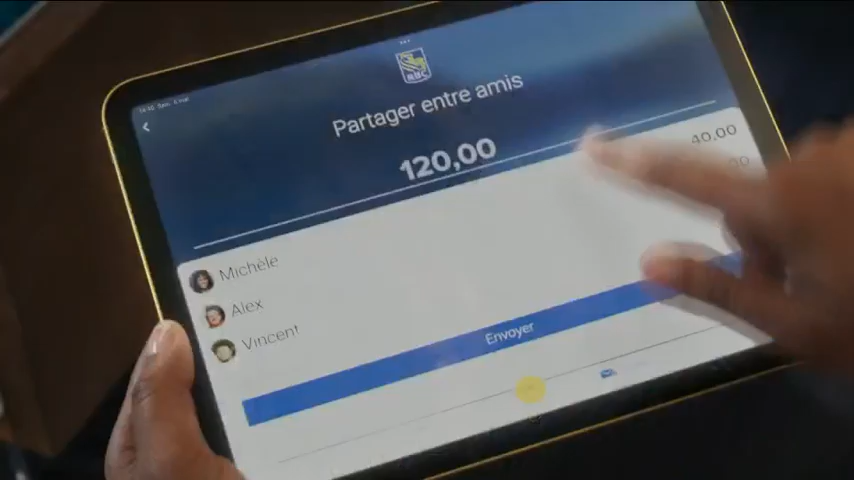 RBC
Partager entre amis
120,00
Michèle
40,00
Alex
Vincent
Envoyer